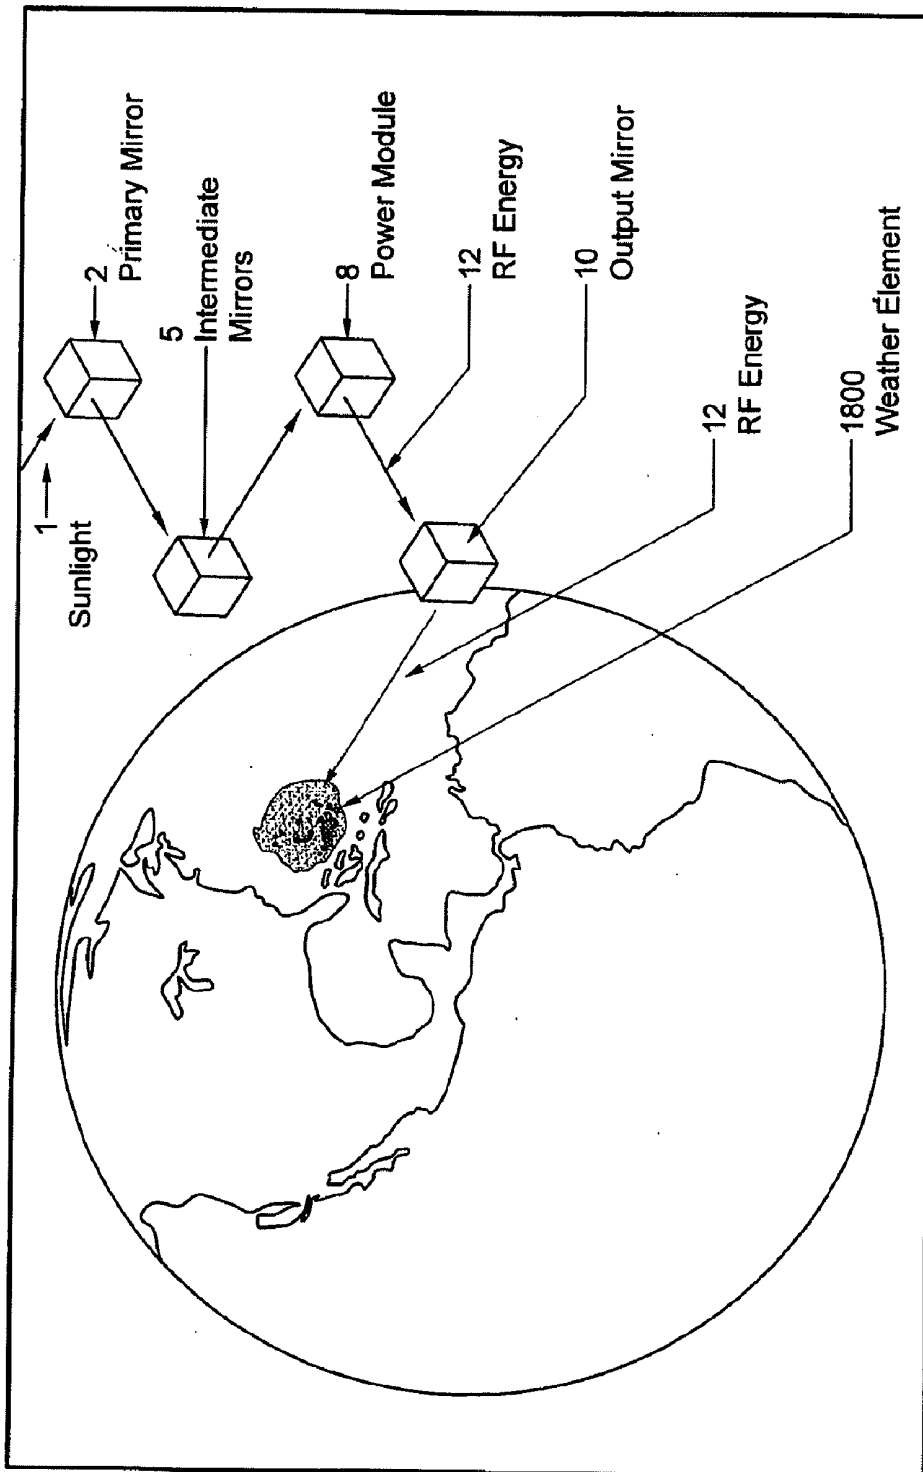 1
Sunlight
2
Primary Mirror
5
Intermediate
Mirrors
8
Power Module
12
RF Energy
10
Output Mirror
12
RF Energy
1800
Weather Element